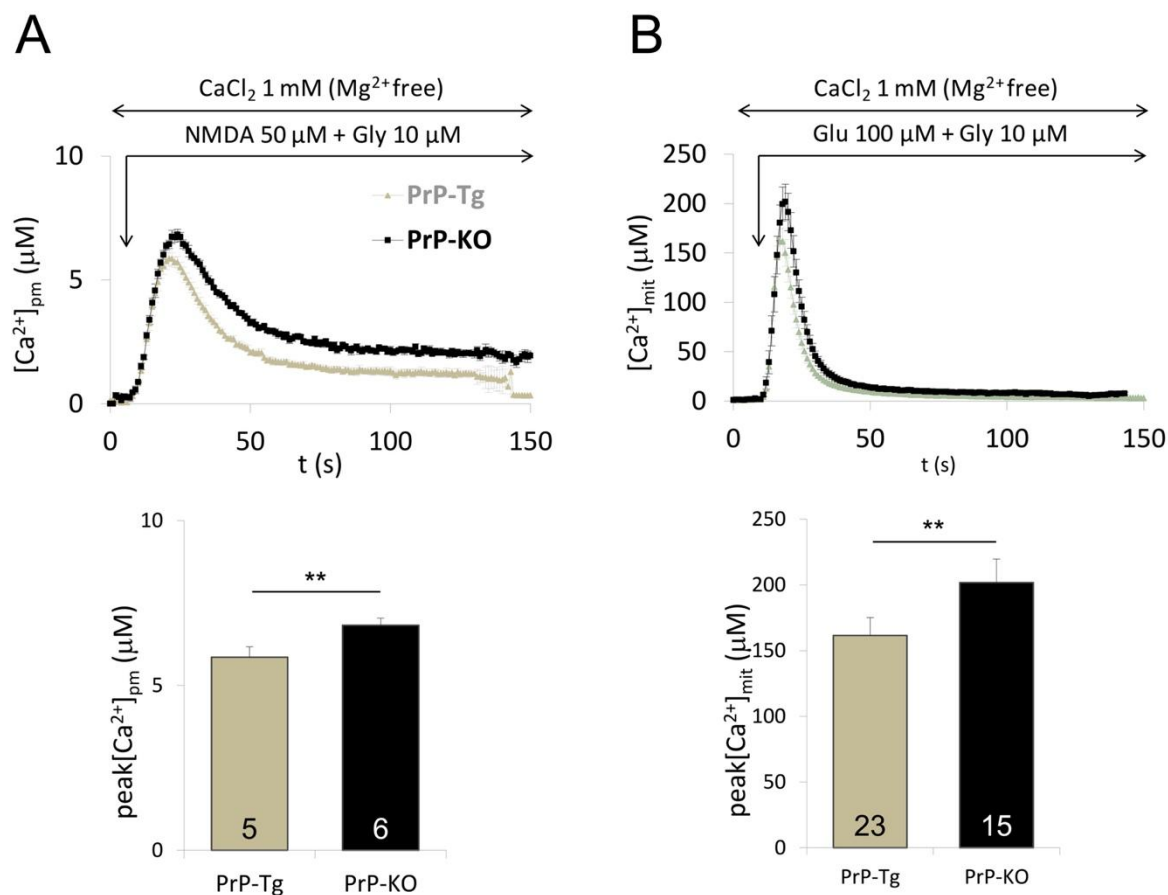 A
CaCl₂ 1 mM (Mg²⁺free)
NMDA 50 µM + Gly 10 µM
10
5
0
[Ca²⁺]pm (µM)
PrP-Tg
PrP-KO
0 50 100 150
t (s)
10
5
0
peak[Ca²⁺]pm (µM)
**
5 6
PrP-Tg PrP-KO
B
CaCl₂ 1 mM (Mg²⁺free)
Glu 100 µM + Gly 10 µM
250
200
150
100
50
0
[Ca²⁺]mit (µM)
0 50 100 150
t (s)
250
200
150
100
50
0
peak[Ca²⁺]mit (µM)
**
23 15
PrP-Tg PrP-KO